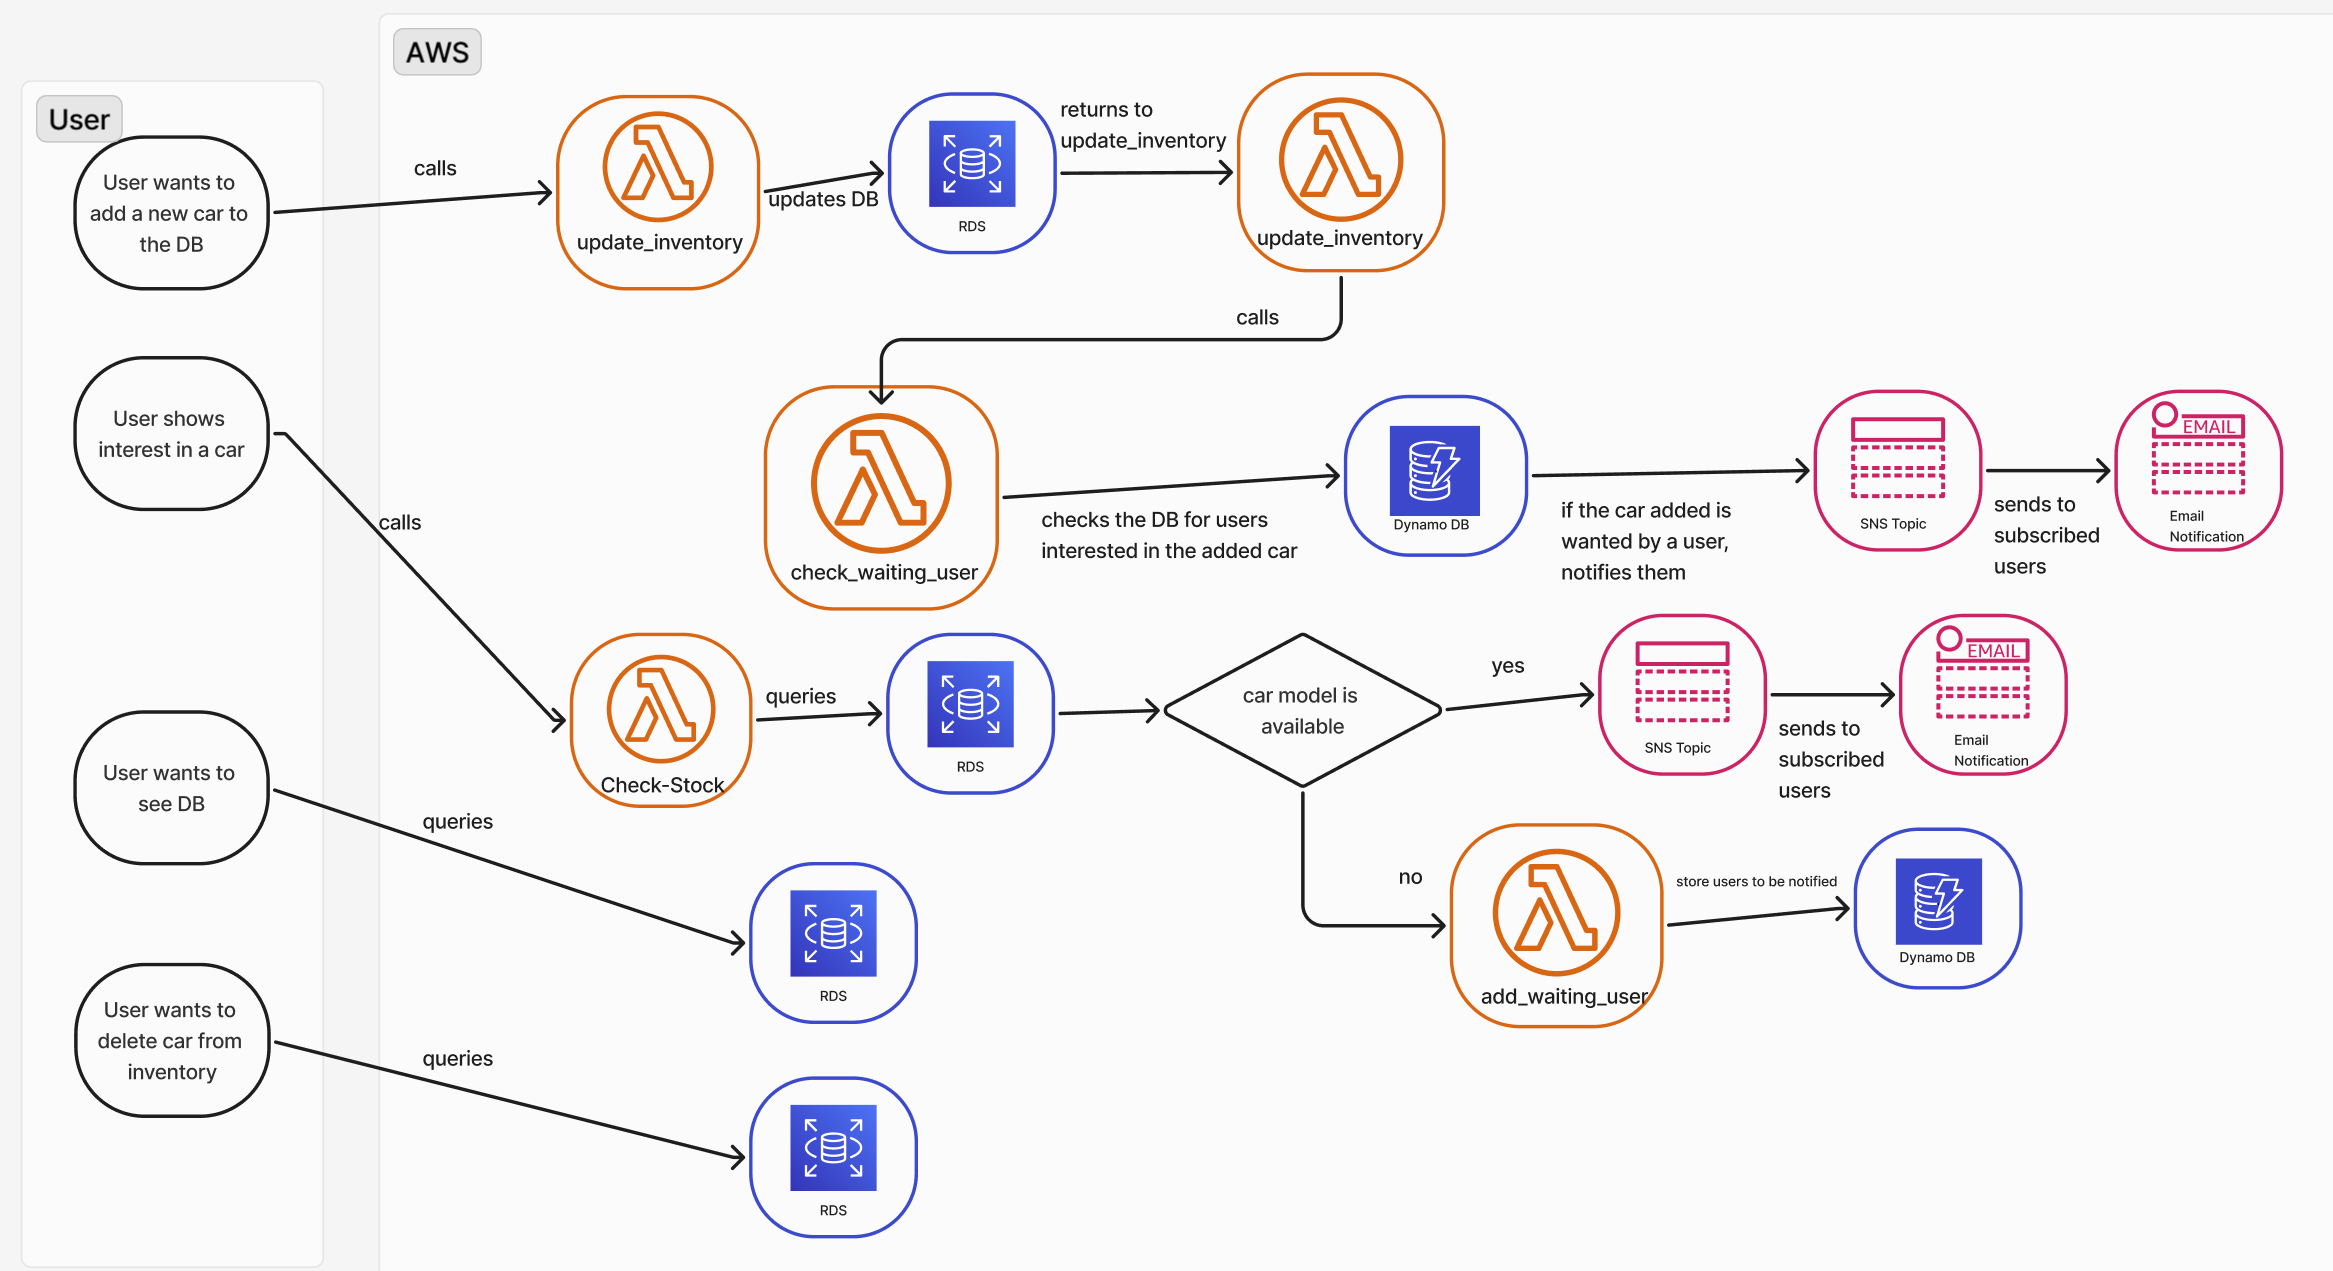 AWS
User
User wants to
add a new car to
the DB
calls
update_inventory
updates DB
RDS
returns to
update_inventory
update_inventory
calls
User shows
interest in a car
calls
check_waiting_user
checks the DB for users
interested in the added car
Dynamo DB
if the car added is
wanted by a user,
notifies them
SNS Topic
sends to
subscribed
users
EMAIL
Email
Notification
Check-Stock
queries
RDS
car model is
available
yes
SNS Topic
sends to
subscribed
users
EMAIL
Email
Notification
no
add_waiting_user
store users to be notified
Dynamo DB
User wants to
see DB
queries
RDS
User wants to
delete car from
inventory
queries
RDS